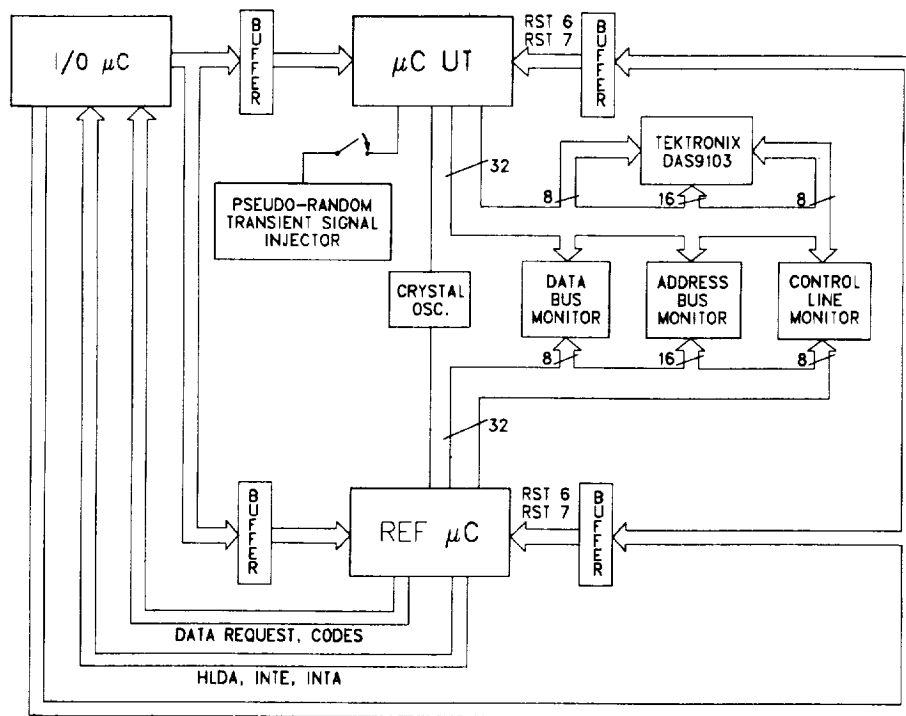 I/O μC
BUFFER
μC UT
RST 6
RST 7
BUFFER
TEKTRONIX
DAS9103
32
8
16
8
PSEUDO-RANDOM
TRANSIENT SIGNAL
INJECTOR
CRYSTAL
OSC.
DATA
BUS
MONITOR
ADDRESS
BUS
MONITOR
CONTROL
LINE
MONITOR
8
16
8
32
BUFFER
REF μC
RST 6
RST 7
BUFFER
DATA REQUEST, CODES
HLDA, INTE, INTA